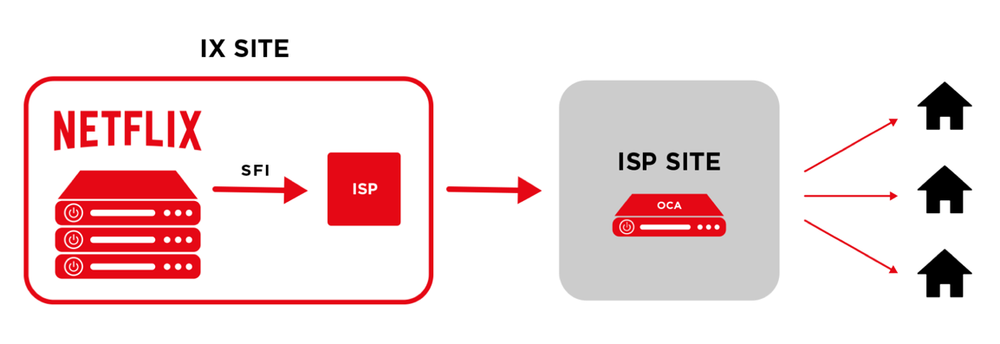 IX SITE
NETFLIX
SFI
ISP
ISP SITE
OCA